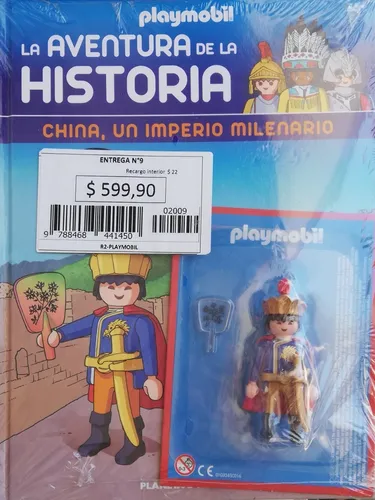 playmobil
LA AVENTURA DE LA
HISTORIA
CHINA, UN IMPERIO MILENARIO
ENTREGA N°9
Recargo interior $ 22
$ 599,90
02009
9 788468 441450
R2-PLAYMOBIL
playmobil
CE